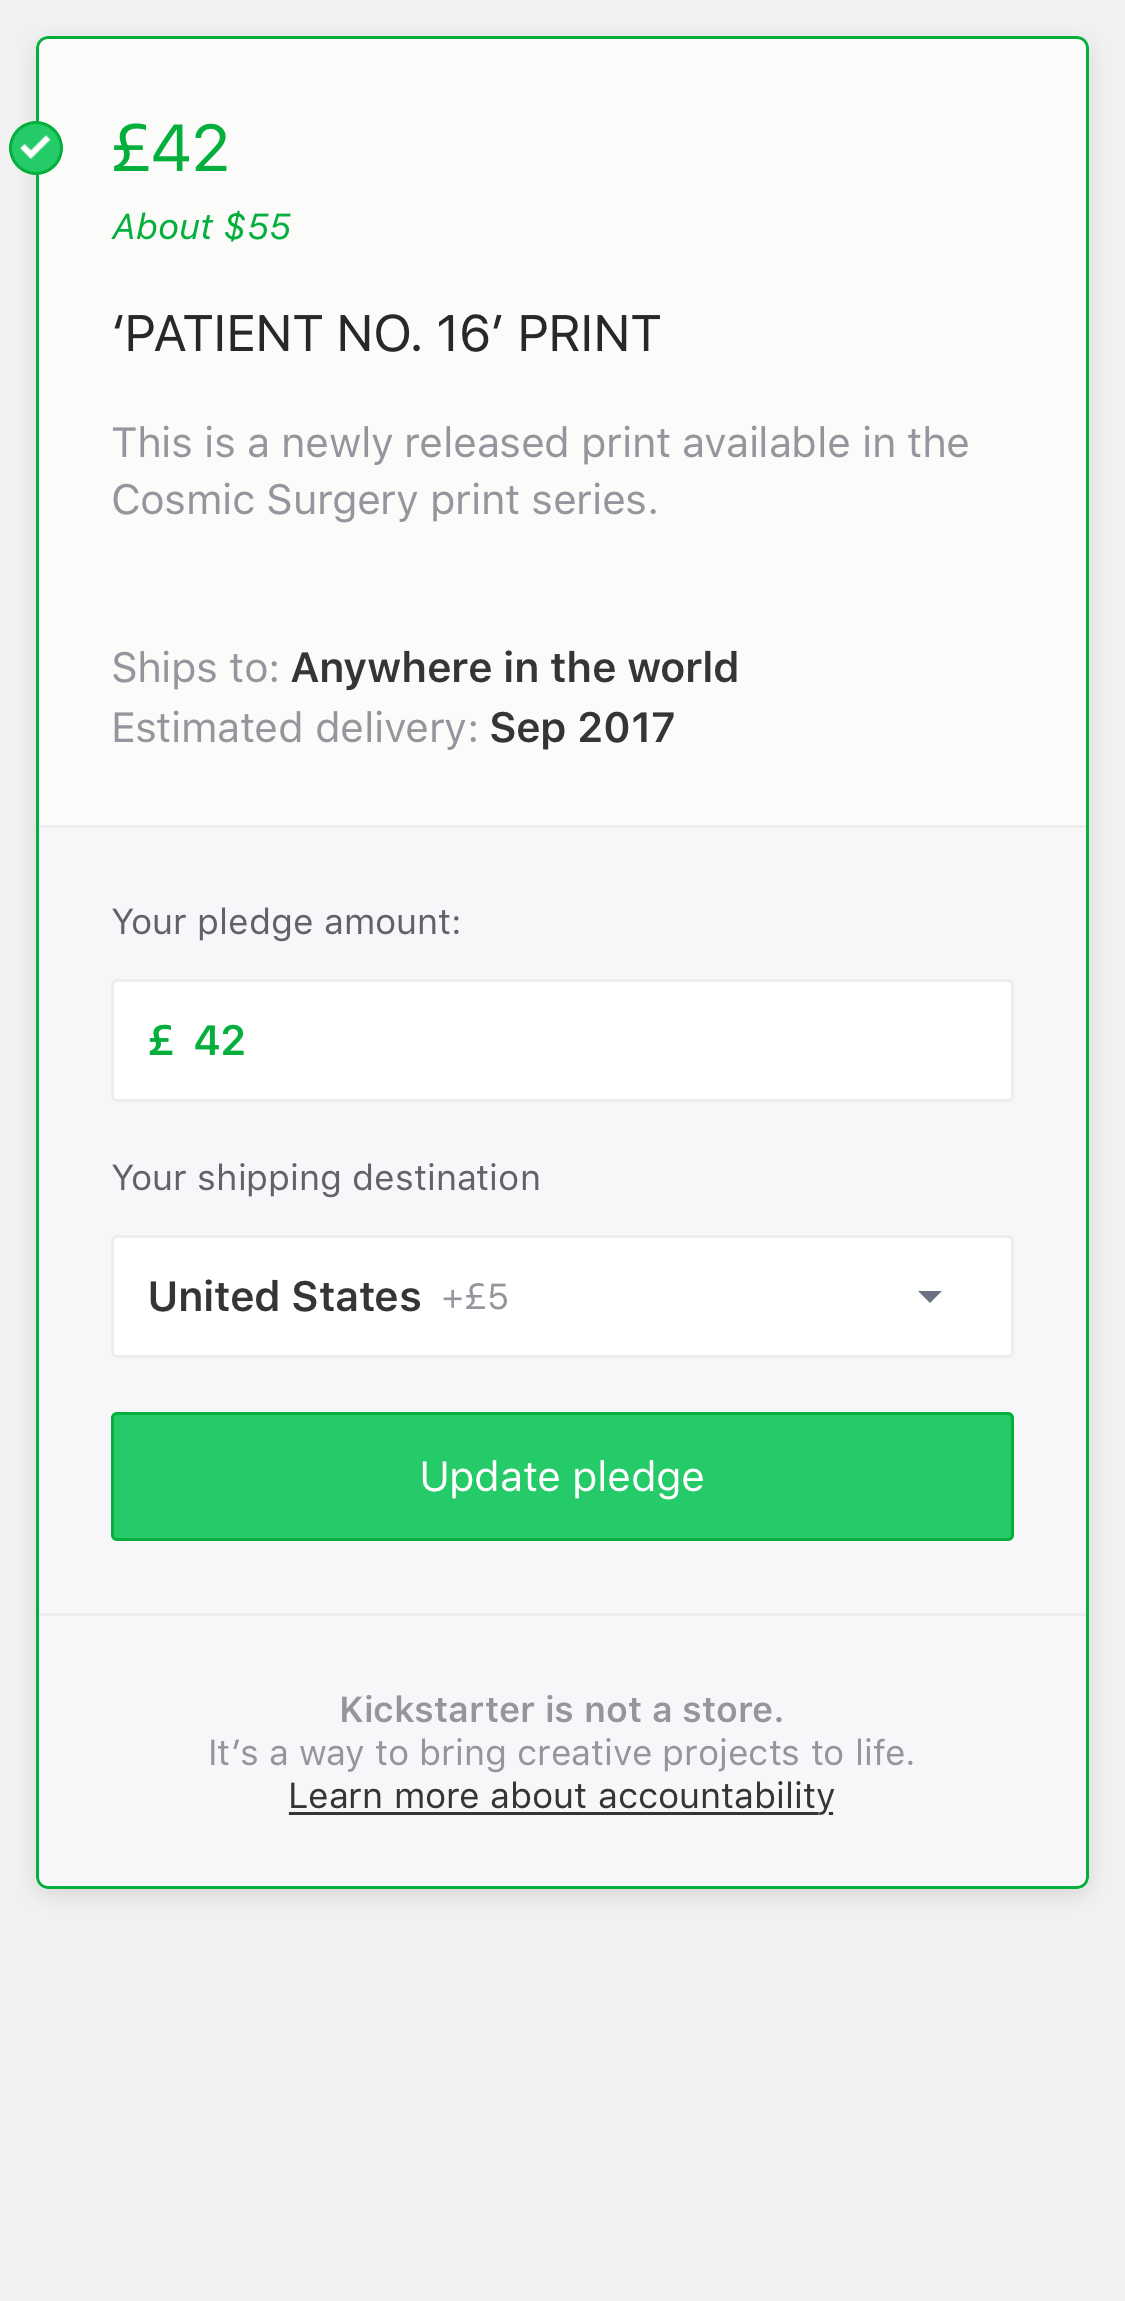 £42
About $55
‘PATIENT NO. 16’ PRINT
This is a newly released print available in the
Cosmic Surgery print series.
Ships to: Anywhere in the world
Estimated delivery: Sep 2017
Your pledge amount:
£ 42
Your shipping destination
United States +£5
Update pledge
Kickstarter is not a store.
It’s a way to bring creative projects to life.
Learn more about accountability